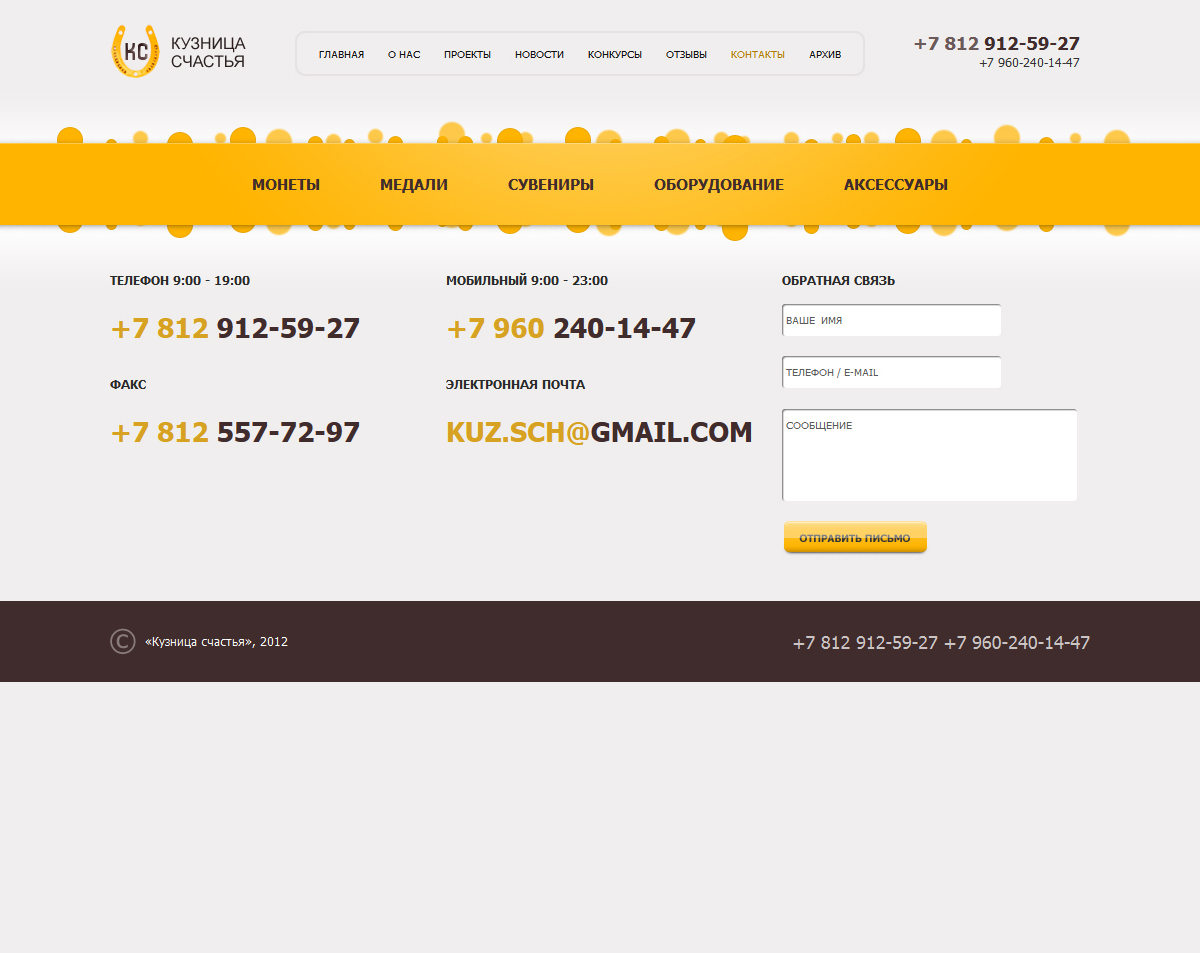 КС
КУЗНИЦА
СЧАСТЬЯ
ГЛАВНАЯ О НАС ПРОЕКТЫ НОВОСТИ КОНКУРСЫ ОТЗЫВЫ КОНТАКТЫ АРХИВ
+7 812 912-59-27
+7 960-240-14-47
МОНЕТЫ МЕДАЛИ СУВЕНИРЫ ОБОРУДОВАНИЕ АКСЕССУАРЫ
ТЕЛЕФОН 9:00 - 19:00
+7 812 912-59-27
МОБИЛЬНЫЙ 9:00 - 23:00
+7 960 240-14-47
ФАКС
+7 812 557-72-97
ЭЛЕКТРОННАЯ ПОЧТА
KUZ.SCH@GMAIL.COM
ОБРАТНАЯ СВЯЗЬ
ВАШЕ ИМЯ
ТЕЛЕФОН / E-MAIL
СООБЩЕНИЕ
ОТПРАВИТЬ ПИСЬМО
© «Кузница счастья», 2012
+7 812 912-59-27 +7 960-240-14-47